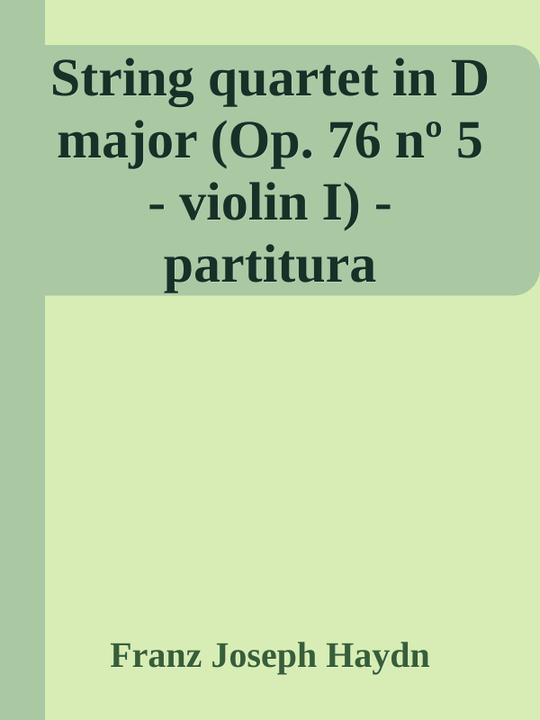 String quartet in D
major (Op. 76 nº 5
- violin I) -
partitura
Franz Joseph Haydn